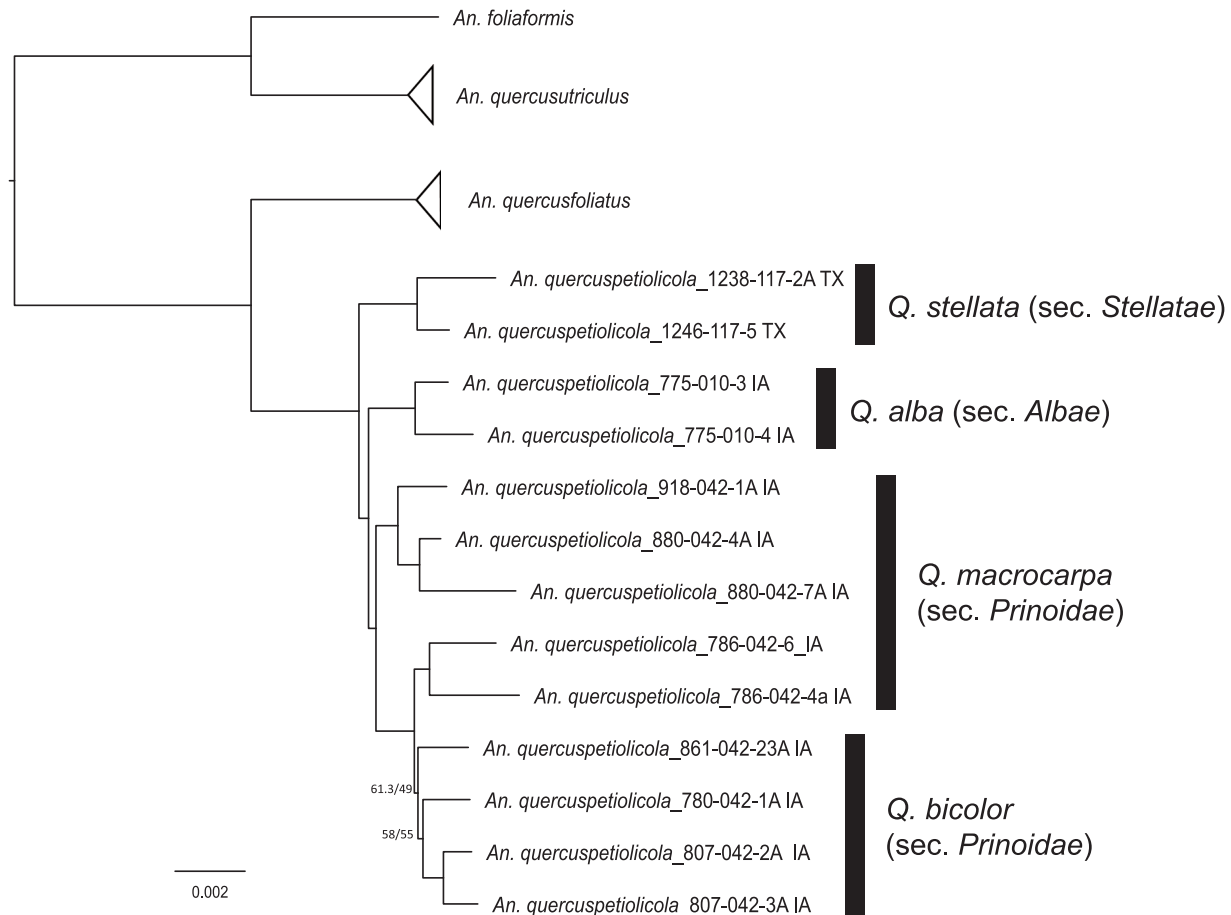 An. foliaformis
An. quercusutriculus
An. quercusfoliatus
An. quercuspetiolicola_1238-117-2A TX
An. quercuspetiolicola_1246-117-5 TX
Q. stellata (sec. Stellatae)
An. quercuspetiolicola_775-010-3 IA
An. quercuspetiolicola_775-010-4 IA
Q. alba (sec. Albae)
An. quercuspetiolicola_918-042-1A IA
An. quercuspetiolicola_880-042-4A IA
An. quercuspetiolicola_880-042-7A IA
An. quercuspetiolicola_786-042-6_IA
An. quercuspetiolicola_786-042-4a IA
Q. macrocarpa
(sec. Prinoidae)
An. quercuspetiolicola_861-042-23A IA
61.3/49
An. quercuspetiolicola_780-042-1A IA
58/55
An. quercuspetiolicola_807-042-2A IA
An. quercuspetiolicola_807-042-3A IA
Q. bicolor
(sec. Prinoidae)
0.002